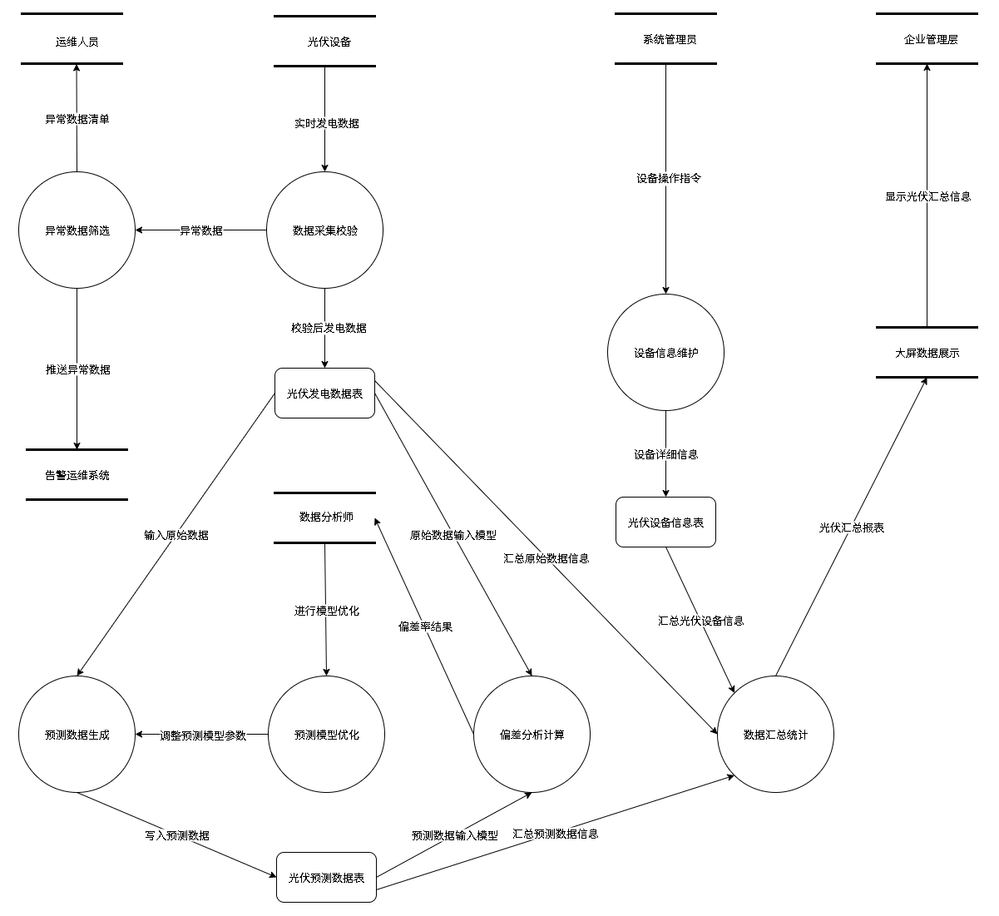 运维人员
光伏设备
系统管理员
企业管理层
异常数据清单
实时发电数据
设备操作指令
显示光伏汇总信息
异常数据筛选
异常数据
数据采集校验
校验后发电数据
设备信息维护
大屏数据展示
推送异常数据
光伏发电数据表
设备详细信息
告警运维系统
数据分析师
光伏设备信息表
光伏汇总报表
输入原始数据
原始数据输入模型
汇总原始数据信息
进行模型优化
偏差率结果
汇总光伏设备信息
预测数据生成
调整预测模型参数
预测模型优化
偏差分析计算
数据汇总统计
写入预测数据
预测数据输入模型
汇总预测数据信息
光伏预测数据表